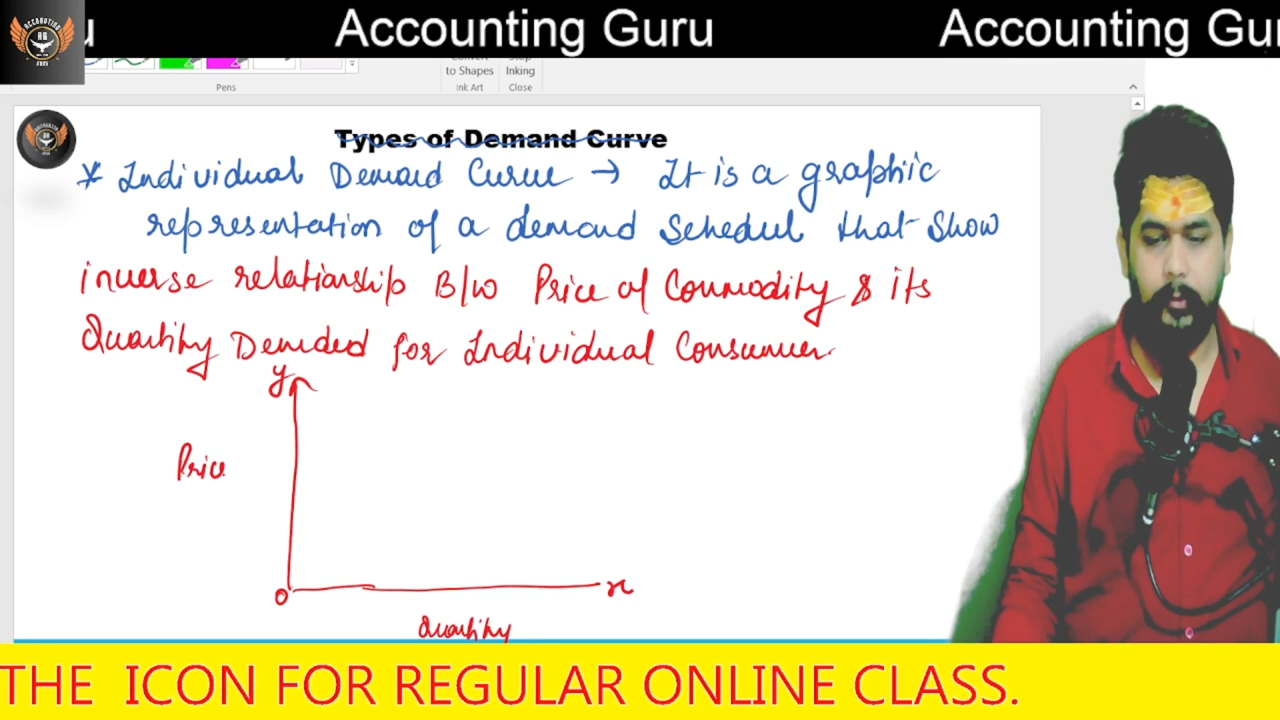 Accounting Guru
Accounting Gu
to Shapes
Inking
Pens
Ink Art
Close
Types of Demand Curve
* Individual Demand Curve → It is a graphic
representation of a demand Schedul that Show
inverse relationship B/w Price of Commodity & its
Quantity Demded for Individual Consumer.
y
Price
0
x
Quantity
THE ICON FOR REGULAR ONLINE CLASS.